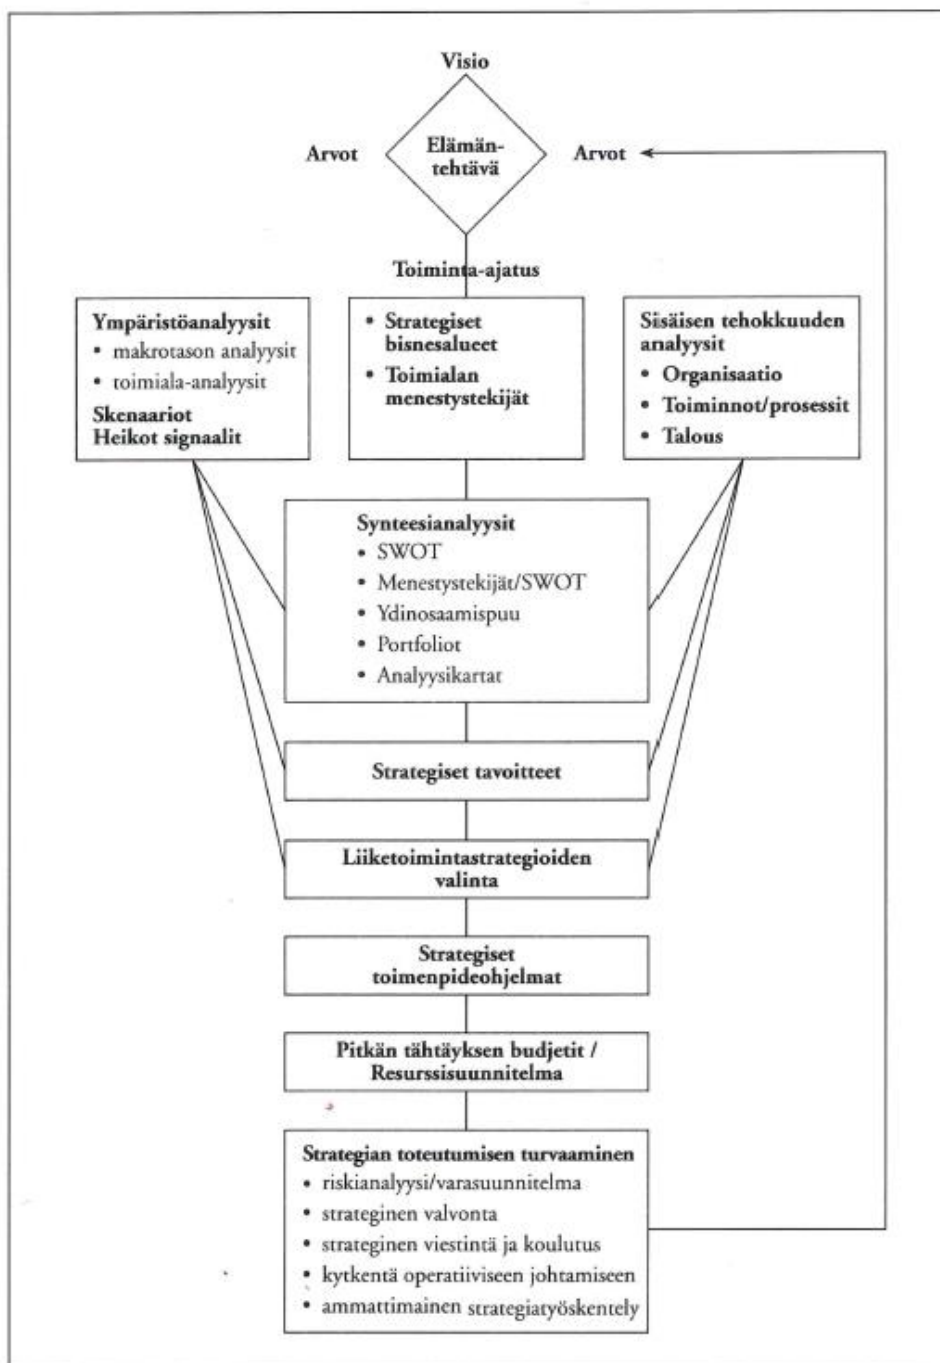 Visio
Arvot
Elämän-
tehtävä
Arvot
Toiminta-ajatus
Ympäristöanalyysit
• makrotason analyysit
• toimiala-analyysit
Skenaariot
Heikot signaalit
• Strategiset
bisnesalueet
• Toimialan
menestystekijät
Sisäisen tehokkuuden
analyysit
• Organisaatio
• Toiminnot/prosessit
• Talous
Synteesianalyysit
• SWOT
• Menestystekijät/SWOT
• Ydinosaamispuu
• Portfoliot
• Analyysikartat
Strategiset tavoitteet
Liiketoimintastrategioiden
valinta
Strategiset
toimenpideohjelmat
Pitkän tähtäyksen budjetit /
Resurssisuunnitelma
Strategian toteutumisen turvaaminen
• riskianalyysi/varasuunnitelma
• strateginen valvonta
• strateginen viestintä ja koulutus
• kytkentä operatiiviseen johtamiseen
• ammattimainen strategiatyöskentely